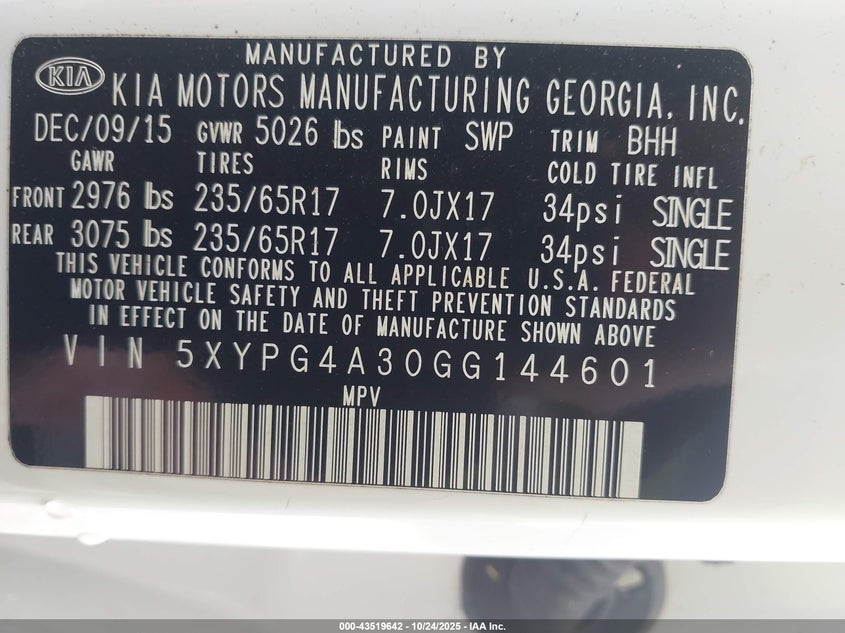 MANUFACTURED BY
KIA KIA MOTORS MANUFACTURING GEORGIA, INC.
DEC/09/15 GVWR 5026 lbs PAINT SWP TRIM BHH
GAWR TIRES RIMS COLD TIRE INFL
FRONT 2976 lbs 235/65R17 7.0JX17 34psi SINGLE
REAR 3075 lbs 235/65R17 7.0JX17 34psi SINGLE
THIS VEHICLE CONFORMS TO ALL APPLICABLE U.S.A. FEDERAL
MOTOR VEHICLE SAFETY AND THEFT PREVENTION STANDARDS
IN EFFECT ON THE DATE OF MANUFACTURE SHOWN ABOVE
VIN 5XYPG4A30GG144601
MPV
000-43519642 - 10/24/2025 - IAA Inc.